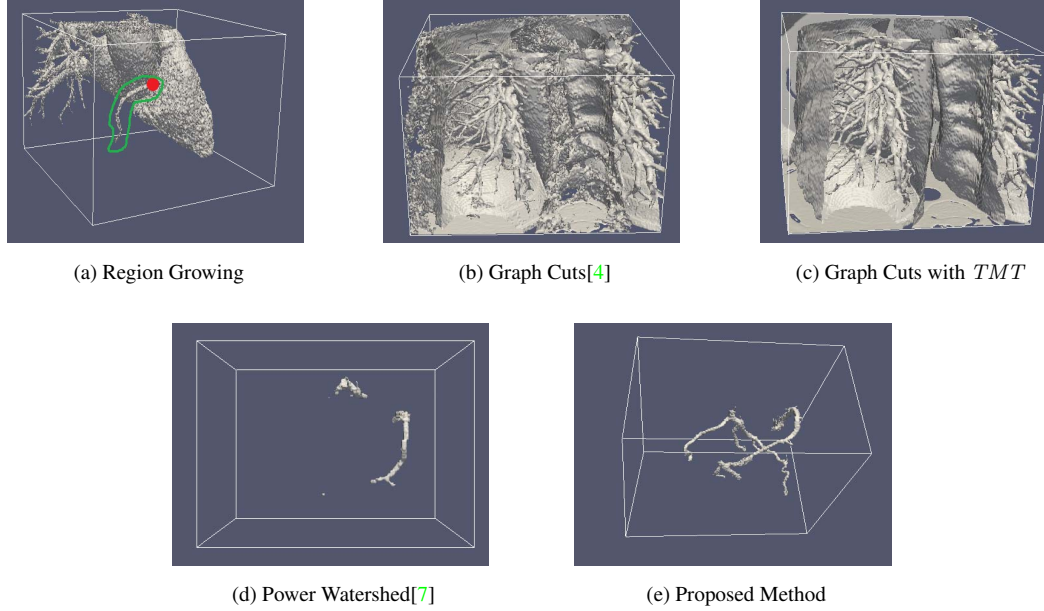 (a) Region Growing
(b) Graph Cuts[4]
(c) Graph Cuts with TMT
(d) Power Watershed[7]
(e) Proposed Method